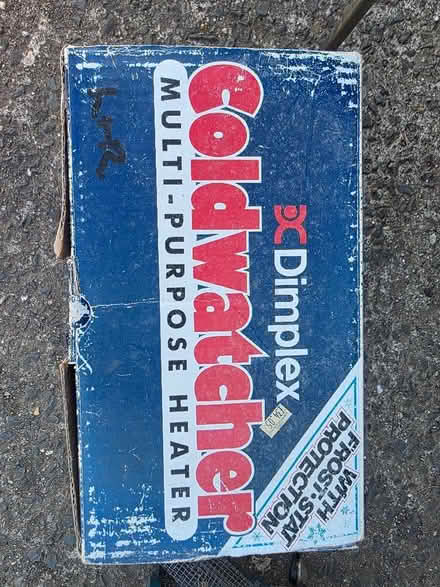 Dimplex
Coldwatcher
MULTI-PURPOSE HEATER
WITH
FROST-STAT
PROTECTION